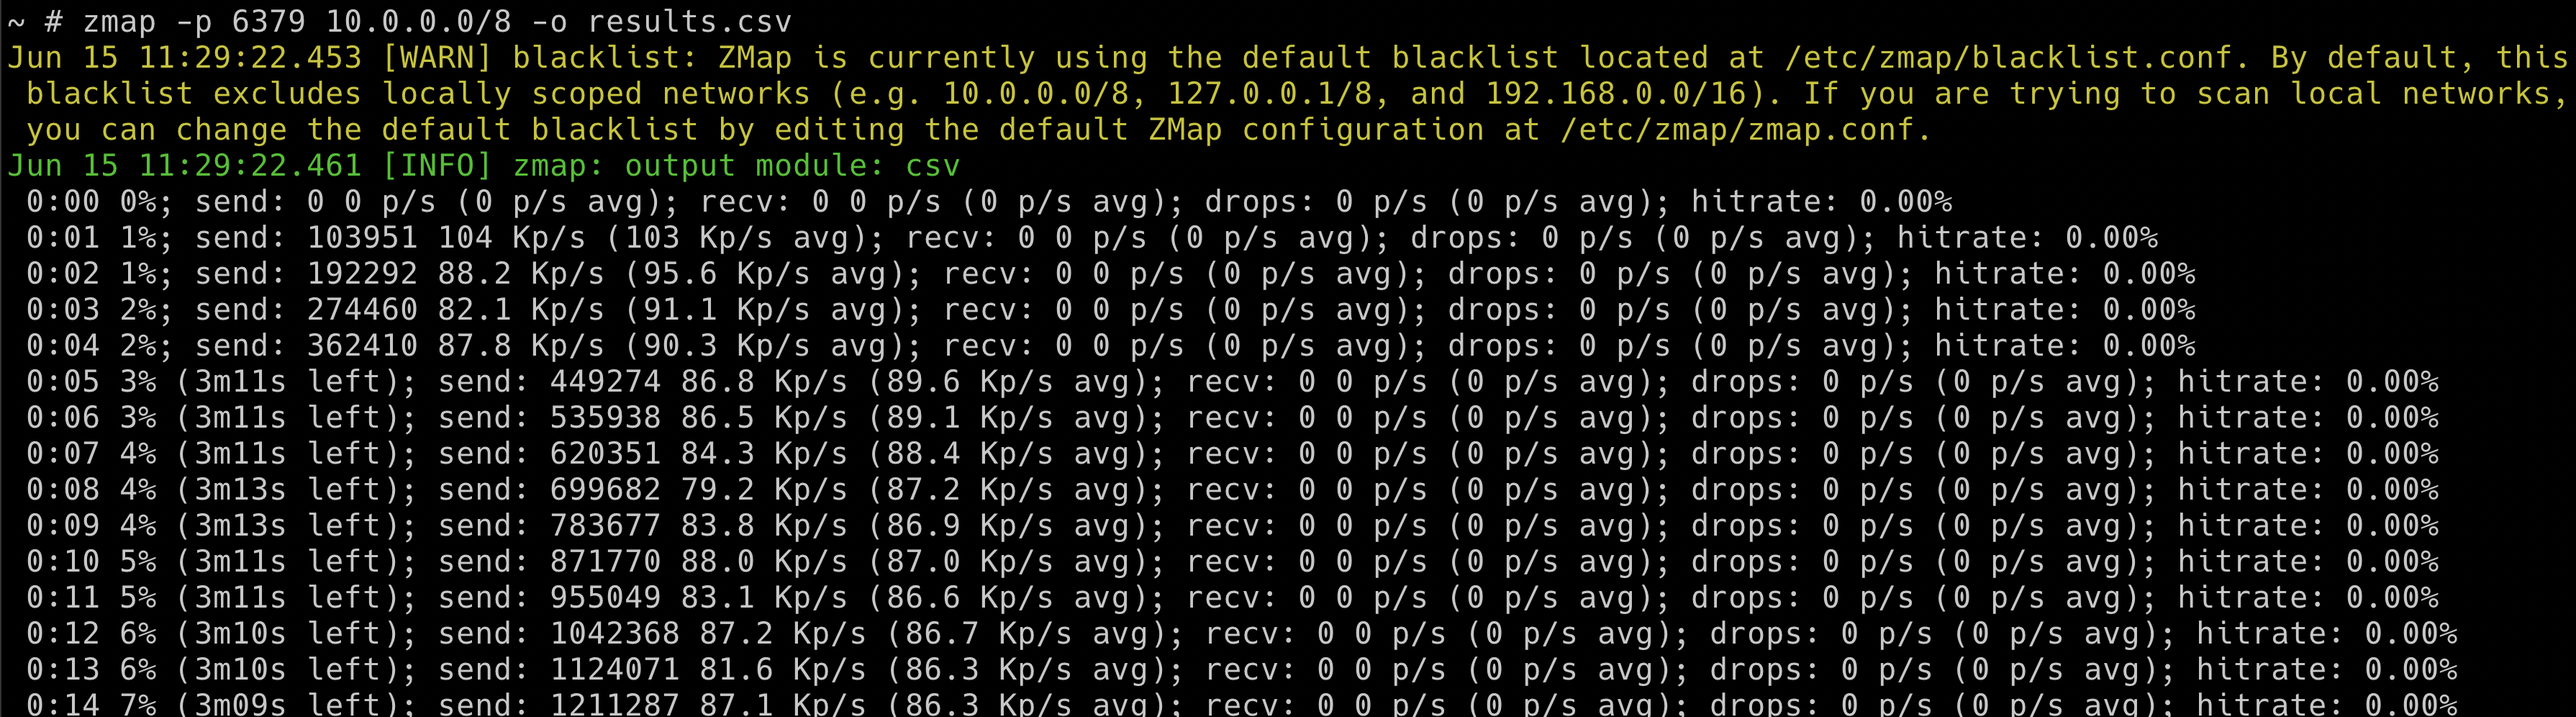 ~ # zmap -p 6379 10.0.0.0/8 -o results.csv
Jun 15 11:29:22.453 [WARN] blacklist: ZMap is currently using the default blacklist located at /etc/zmap/blacklist.conf. By default, this
 blacklist excludes locally scoped networks (e.g. 10.0.0.0/8, 127.0.0.1/8, and 192.168.0.0/16). If you are trying to scan local networks,
 you can change the default blacklist by editing the default ZMap configuration at /etc/zmap/zmap.conf.
Jun 15 11:29:22.461 [INFO] zmap: output module: csv
 0:00 0%; send: 0 0 p/s (0 p/s avg); recv: 0 0 p/s (0 p/s avg); drops: 0 p/s (0 p/s avg); hitrate: 0.00%
 0:01 1%; send: 103951 104 Kp/s (103 Kp/s avg); recv: 0 0 p/s (0 p/s avg); drops: 0 p/s (0 p/s avg); hitrate: 0.00%
 0:02 1%; send: 192292 88.2 Kp/s (95.6 Kp/s avg); recv: 0 0 p/s (0 p/s avg); drops: 0 p/s (0 p/s avg); hitrate: 0.00%
 0:03 2%; send: 274460 82.1 Kp/s (91.1 Kp/s avg); recv: 0 0 p/s (0 p/s avg); drops: 0 p/s (0 p/s avg); hitrate: 0.00%
 0:04 2%; send: 362410 87.8 Kp/s (90.3 Kp/s avg); recv: 0 0 p/s (0 p/s avg); drops: 0 p/s (0 p/s avg); hitrate: 0.00%
 0:05 3% (3m11s left); send: 449274 86.8 Kp/s (89.6 Kp/s avg); recv: 0 0 p/s (0 p/s avg); drops: 0 p/s (0 p/s avg); hitrate: 0.00%
 0:06 3% (3m11s left); send: 535938 86.5 Kp/s (89.1 Kp/s avg); recv: 0 0 p/s (0 p/s avg); drops: 0 p/s (0 p/s avg); hitrate: 0.00%
 0:07 4% (3m11s left); send: 620351 84.3 Kp/s (88.4 Kp/s avg); recv: 0 0 p/s (0 p/s avg); drops: 0 p/s (0 p/s avg); hitrate: 0.00%
 0:08 4% (3m13s left); send: 699682 79.2 Kp/s (87.2 Kp/s avg); recv: 0 0 p/s (0 p/s avg); drops: 0 p/s (0 p/s avg); hitrate: 0.00%
 0:09 4% (3m13s left); send: 783677 83.8 Kp/s (86.9 Kp/s avg); recv: 0 0 p/s (0 p/s avg); drops: 0 p/s (0 p/s avg); hitrate: 0.00%
 0:10 5% (3m11s left); send: 871770 88.0 Kp/s (87.0 Kp/s avg); recv: 0 0 p/s (0 p/s avg); drops: 0 p/s (0 p/s avg); hitrate: 0.00%
 0:11 5% (3m11s left); send: 955049 83.1 Kp/s (86.6 Kp/s avg); recv: 0 0 p/s (0 p/s avg); drops: 0 p/s (0 p/s avg); hitrate: 0.00%
 0:12 6% (3m10s left); send: 1042368 87.2 Kp/s (86.7 Kp/s avg); recv: 0 0 p/s (0 p/s avg); drops: 0 p/s (0 p/s avg); hitrate: 0.00%
 0:13 6% (3m10s left); send: 1124071 81.6 Kp/s (86.3 Kp/s avg); recv: 0 0 p/s (0 p/s avg); drops: 0 p/s (0 p/s avg); hitrate: 0.00%
 0:14 7% (3m09s left); send: 1211287 87.1 Kp/s (86.3 Kp/s avg); recv: 0 0 p/s (0 p/s avg); drops: 0 p/s (0 p/s avg); hitrate: 0.00%